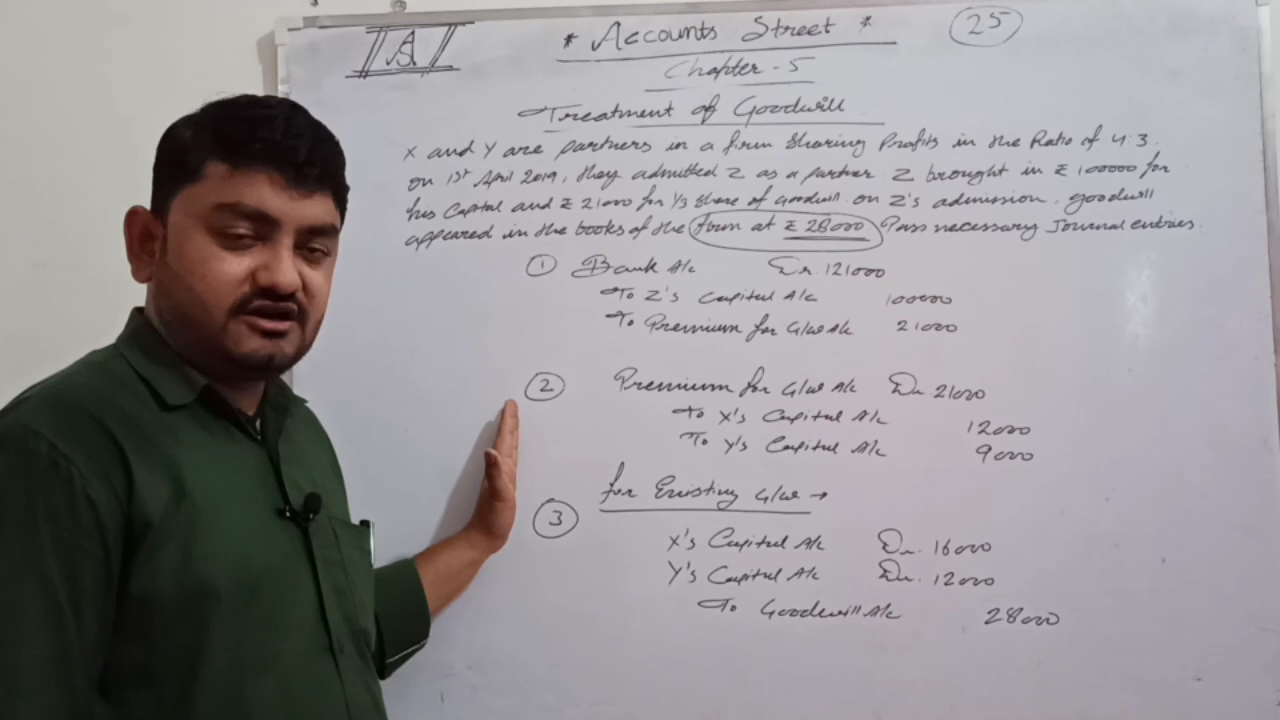 A
* Accounts Street *
25
Chapter - 5
Treatment of Goodwill
X and Y are partners in a firm Sharing Profits in the Ratio of 4:3.
on 1st April 2019, they admitted Z as a partner. Z brought in ₹ 100000 for
his Capital and ₹ 21000 for 1/3 share of Goodwill. on Z's admission, goodwill
appeared in the books of the firm at ₹ 28000 Pass necessary Journal entries.
① Bank A/c Dr. 121000
To Z's Capital A/c 100000
To Premium for G/w A/c 21000
② Premium for G/w A/c Dr. 21000
To X's Capital A/c 12000
To Y's Capital A/c 9000
for Existing G/w →
③ X's Capital A/c Dr. 16000
Y's Capital A/c Dr. 12000
To Goodwill A/c 28000